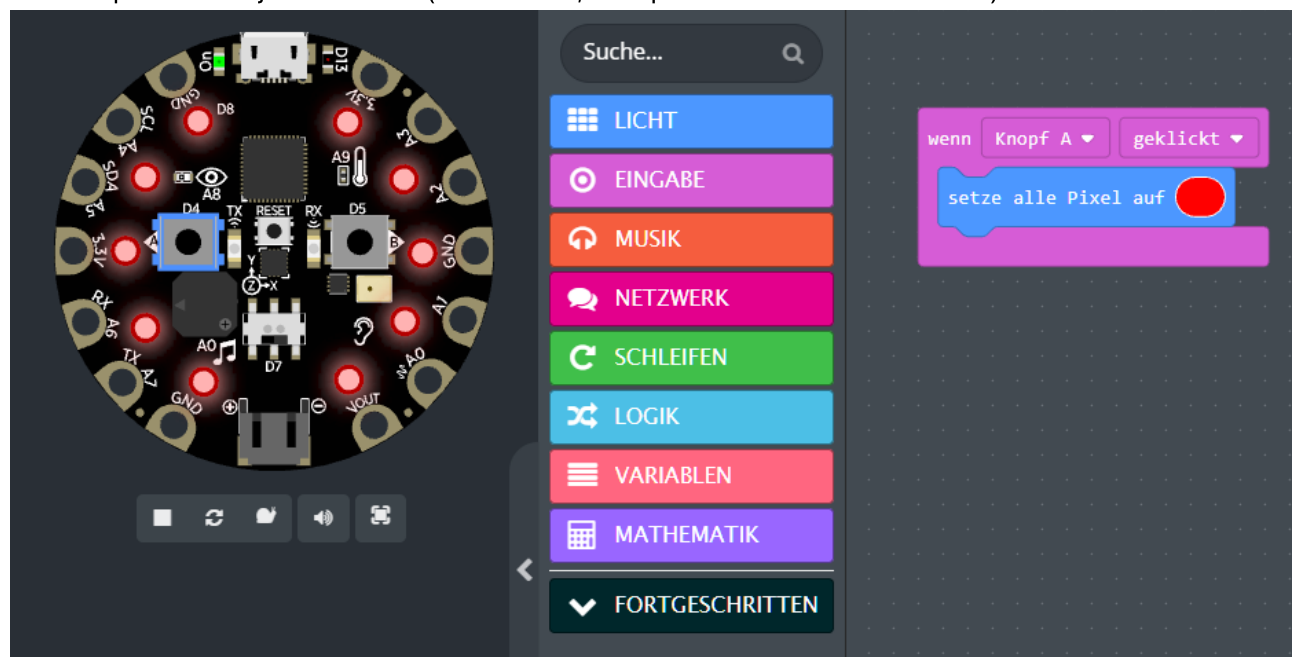 Suche...
LICHT
EINGABE
MUSIK
NETZWERK
SCHLEIFEN
LOGIK
VARIABLEN
MATHEMATIK
FORTGESCHRITTEN
wenn Knopf A geklickt
setze alle Pixel auf
On
D13
GND
D8
3.3V
SCL
A4
A3
SDA
A5
A9
A8
A2
D4
TX
RESET
RX
D5
3.3V
A
B
GND
Y
Z
X
RX
A6
A1
TX
A7
A0
D7
A0
GND
VOUT